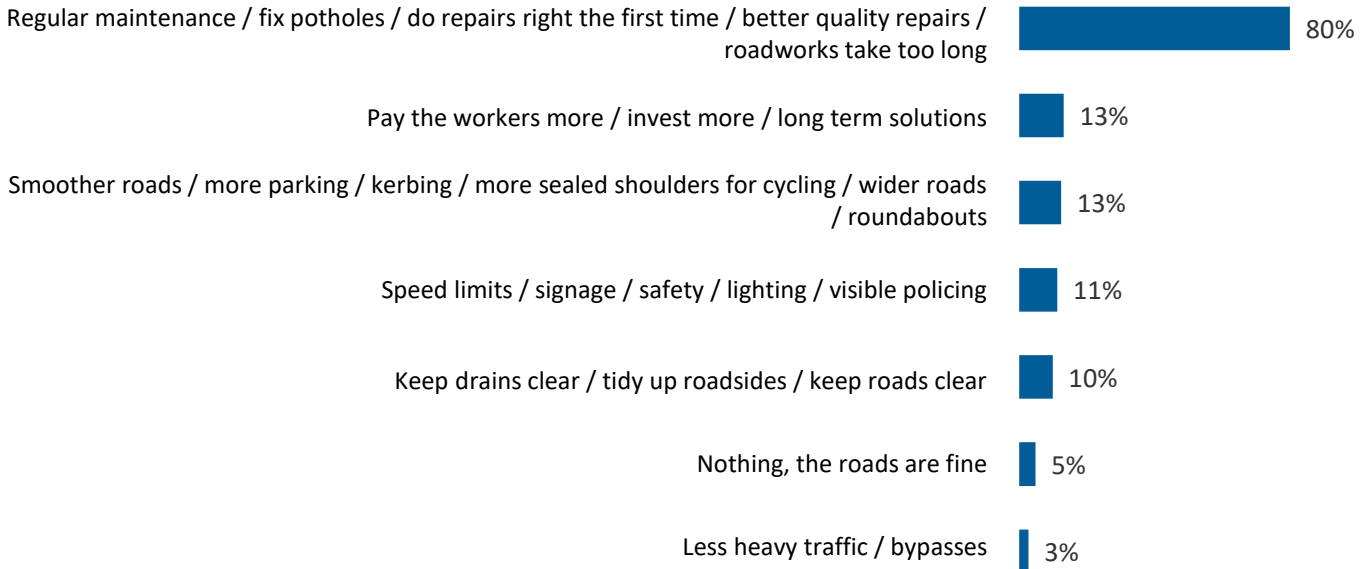 Regular maintenance / fix potholes / do repairs right the first time / better quality repairs /
roadworks take too long
80%
Pay the workers more / invest more / long term solutions
13%
Smoother roads / more parking / kerbing / more sealed shoulders for cycling / wider roads
/ roundabouts
13%
Speed limits / signage / safety / lighting / visible policing
11%
Keep drains clear / tidy up roadsides / keep roads clear
10%
Nothing, the roads are fine
5%
Less heavy traffic / bypasses
3%